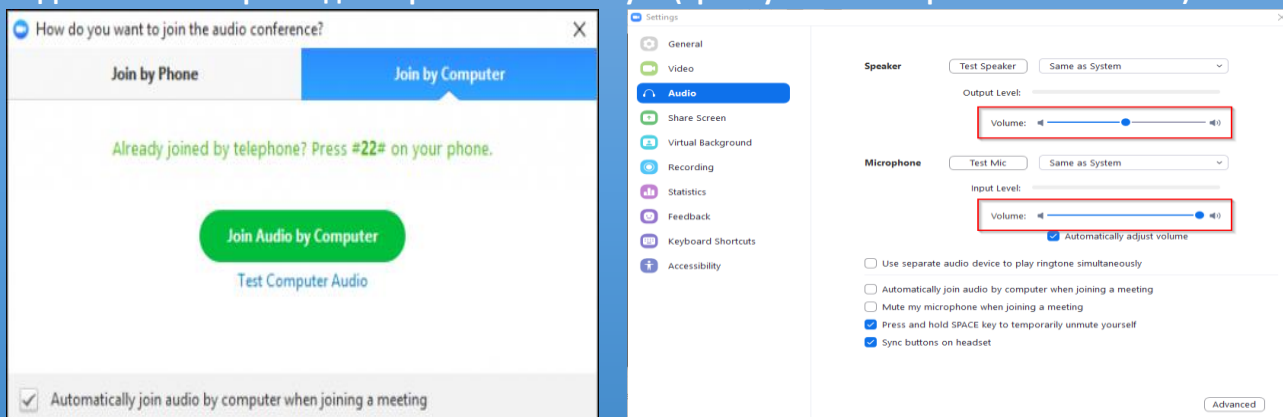 How do you want to join the audio conference?
Join by Phone
Join by Computer
Already joined by telephone? Press #22# on your phone.
Join Audio by Computer
Test Computer Audio
Automatically join audio by computer when joining a meeting
Settings
General
Video
Audio
Share Screen
Virtual Background
Recording
Statistics
Feedback
Keyboard Shortcuts
Accessibility
Speaker
Test Speaker
Same as System
Output Level:
Volume:
Microphone
Test Mic
Same as System
Input Level:
Volume:
Automatically adjust volume
Use separate audio device to play ringtone simultaneously
Automatically join audio by computer when joining a meeting
Mute my microphone when joining a meeting
Press and hold SPACE key to temporarily unmute yourself
Sync buttons on headset
Advanced